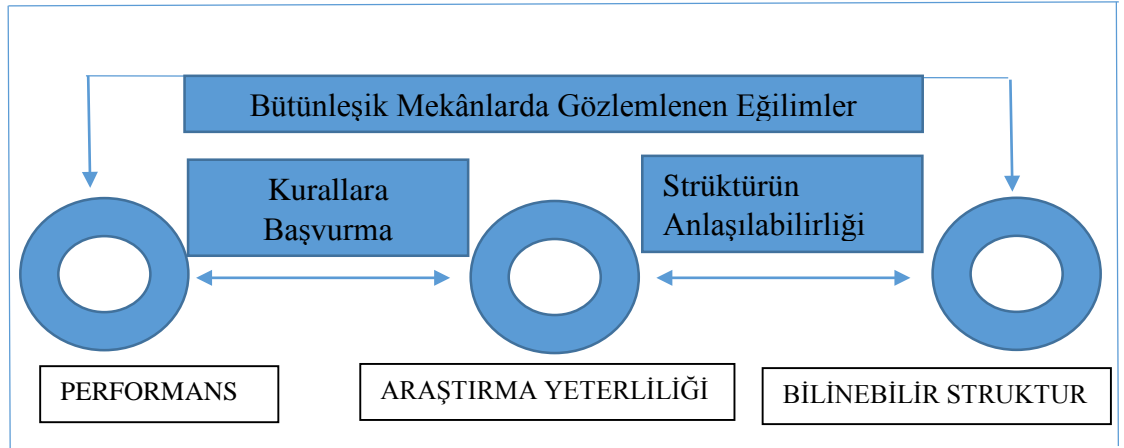 Bütünleşik Mekânlarda Gözlemlenen Eğilimler
Kurallara
Başvurma
Strüktürün
Anlaşılabilirliği
PERFORMANS
ARAŞTIRMA YETERLİLİĞİ
BİLİNEBİLİR STRUKTUR